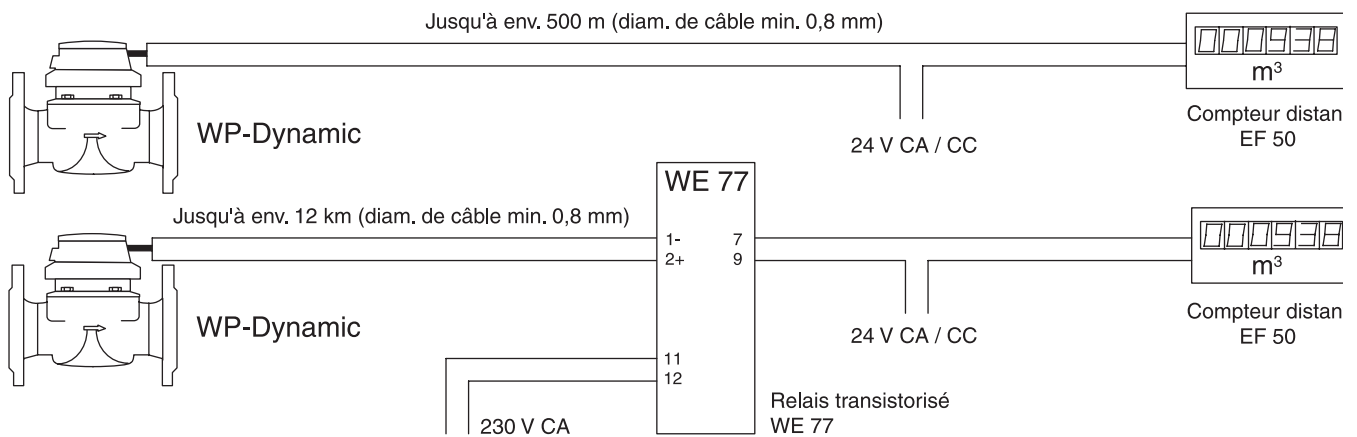 Jusqu'à env. 500 m (diam. de câble min. 0,8 mm)
000938
m³
WP-Dynamic
24 V CA / CC
Compteur distan
EF 50
WE 77
Jusqu'à env. 12 km (diam. de câble min. 0,8 mm)
1-
7
2+
9
000938
m³
WP-Dynamic
24 V CA / CC
Compteur distan
EF 50
11
12
230 V CA
Relais transistorisé
WE 77